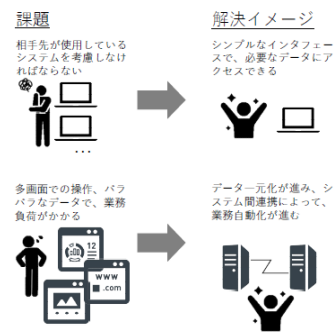 課題
解決イメージ
相手先が使用している
システムを考慮しなけ
ればならない
シンプルなインタフェー
スで、必要なデータにア
クセスできる
...
多画面での操作、バラ
バラなデータで、業務
負荷がかかる
データ一元化が進み、シ
ステム間連携によって、
業務自動化が進む
12
:00
www
.com